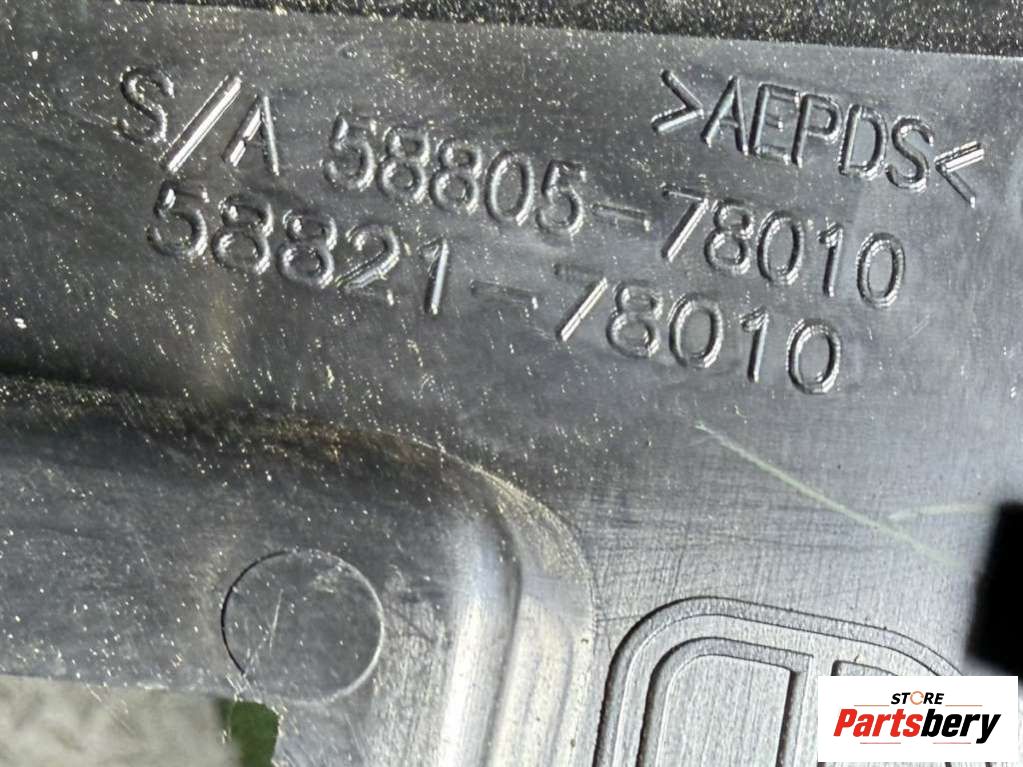 >AEPDS<
S/A 58805-78010
58821-78010
STORE
Partsbery